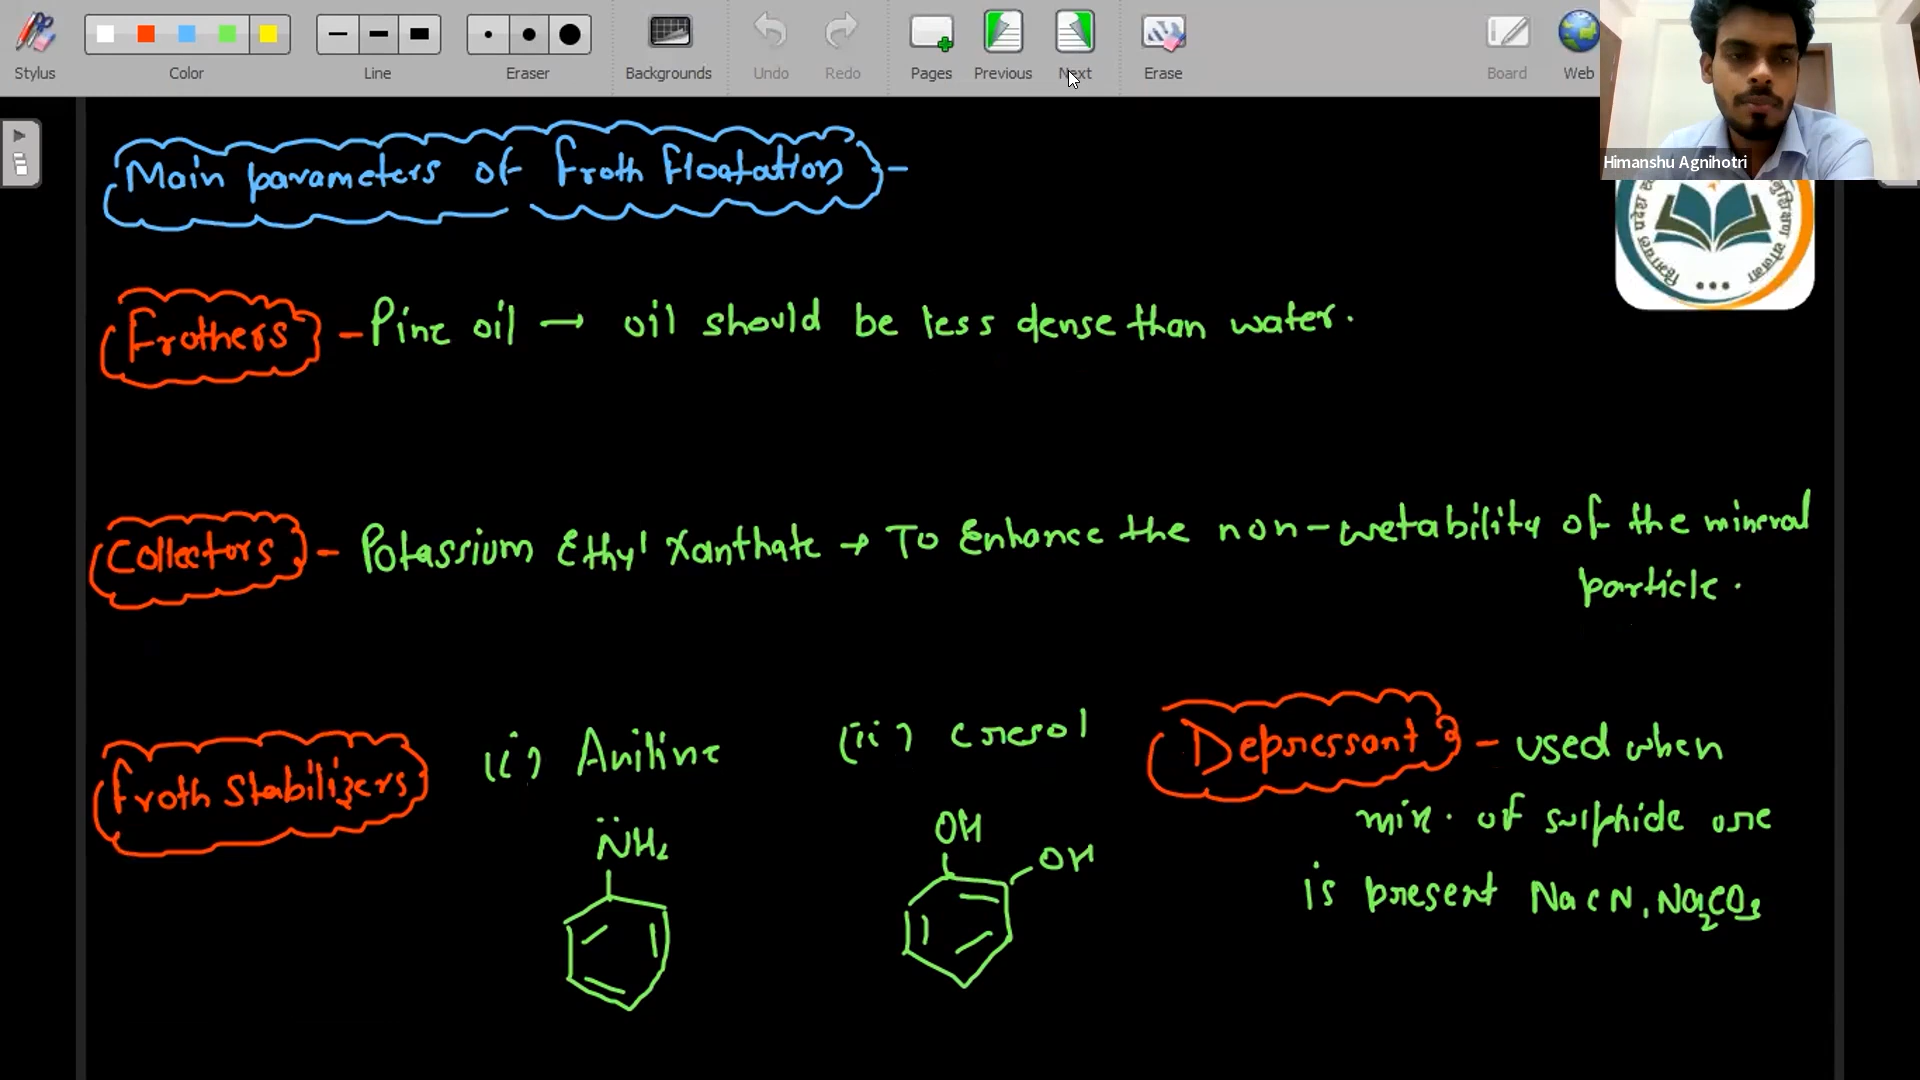 Stylus
Color
Line
Eraser
Backgrounds
Undo
Redo
Pages
Previous
Next
Erase
Board
Web
Himanshu Agnihotri
Main parameters of Froth Floatation -
Frothers - Pine oil → oil should be less dense than water.
Collectors - Potassium Ethyl Xanthate → To Enhance the non-wetability of the mineral
particle.
Froth Stabilizers (i) Aniline (ii) Cresol
N̈H₂
OH
OH
Depressant - used when
mix. of sulphide ore
is present NaCN, Na₂CO₃